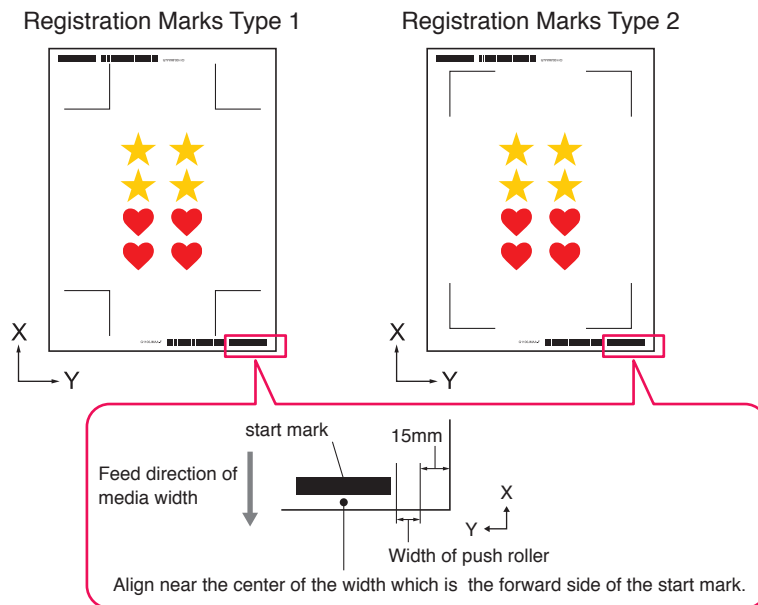 Registration Marks Type 1
Registration Marks Type 2
X
Y
X
Y
start mark
15mm
Feed direction of
media width
X
Y
Width of push roller
Align near the center of the width which is the forward side of the start mark.